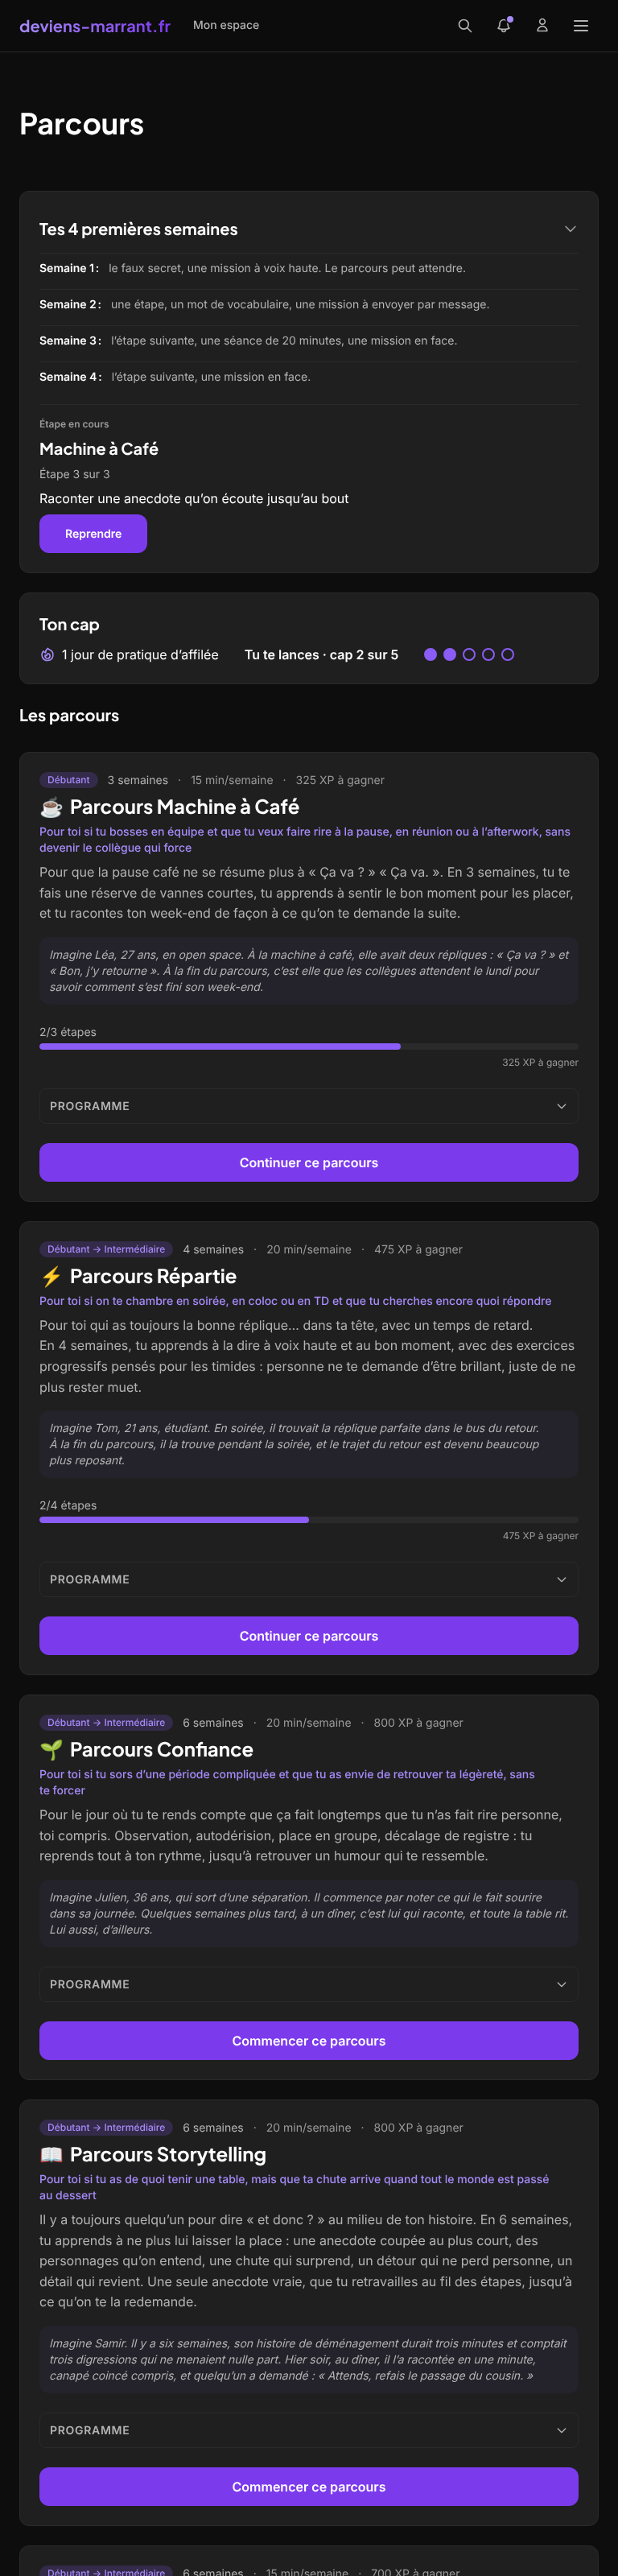 deviens-marrant.fr Mon espace
Parcours
Tes 4 premières semaines
Semaine 1 : le faux secret, une mission à voix haute. Le parcours peut attendre.
Semaine 2 : une étape, un mot de vocabulaire, une mission à envoyer par message.
Semaine 3 : l’étape suivante, une séance de 20 minutes, une mission en face.
Semaine 4 : l’étape suivante, une mission en face.
Étape en cours
Machine à Café
Étape 3 sur 3
Raconter une anecdote qu’on écoute jusqu’au bout
Reprendre
Ton cap
1 jour de pratique d’affilée Tu te lances · cap 2 sur 5
Les parcours
Débutant 3 semaines · 15 min/semaine · 325 XP à gagner
☕ Parcours Machine à Café
Pour toi si tu bosses en équipe et que tu veux faire rire à la pause, en réunion ou à l’afterwork, sans
devenir le collègue qui force
Pour que la pause café ne se résume plus à « Ça va ? » « Ça va. ». En 3 semaines, tu te
fais une réserve de vannes courtes, tu apprends à sentir le bon moment pour les placer,
et tu racontes ton week-end de façon à ce qu’on te demande la suite.
Imagine Léa, 27 ans, en open space. À la machine à café, elle avait deux répliques : « Ça va ? » et
« Bon, j’y retourne ». À la fin du parcours, c’est elle que les collègues attendent le lundi pour
savoir comment s’est fini son week-end.
2/3 étapes
325 XP à gagner
PROGRAMME
Continuer ce parcours
Débutant → Intermédiaire 4 semaines · 20 min/semaine · 475 XP à gagner
⚡ Parcours Répartie
Pour toi si on te chambre en soirée, en coloc ou en TD et que tu cherches encore quoi répondre
Pour toi qui as toujours la bonne réplique… dans ta tête, avec un temps de retard.
En 4 semaines, tu apprends à la dire à voix haute et au bon moment, avec des exercices
progressifs pensés pour les timides : personne ne te demande d’être brillant, juste de ne
plus rester muet.
Imagine Tom, 21 ans, étudiant. En soirée, il trouvait la réplique parfaite dans le bus du retour.
À la fin du parcours, il la trouve pendant la soirée, et le trajet du retour est devenu beaucoup
plus reposant.
2/4 étapes
475 XP à gagner
PROGRAMME
Continuer ce parcours
Débutant → Intermédiaire 6 semaines · 20 min/semaine · 800 XP à gagner
🌱 Parcours Confiance
Pour toi si tu sors d’une période compliquée et que tu as envie de retrouver ta légèreté, sans
te forcer
Pour le jour où tu te rends compte que ça fait longtemps que tu n’as fait rire personne,
toi compris. Observation, autodérision, place en groupe, décalage de registre : tu
reprends tout à ton rythme, jusqu’à retrouver un humour qui te ressemble.
Imagine Julien, 36 ans, qui sort d’une séparation. Il commence par noter ce qui le fait sourire
dans sa journée. Quelques semaines plus tard, à un dîner, c’est lui qui raconte, et toute la table rit.
Lui aussi, d’ailleurs.
PROGRAMME
Commencer ce parcours
Débutant → Intermédiaire 6 semaines · 20 min/semaine · 800 XP à gagner
📖 Parcours Storytelling
Pour toi si tu as de quoi tenir une table, mais que ta chute arrive quand tout le monde est passé
au dessert
Il y a toujours quelqu’un pour dire « et donc ? » au milieu de ton histoire. En 6 semaines,
tu apprends à ne plus lui laisser la place : une anecdote coupée au plus court, des
personnages qu’on entend, une chute qui surprend, un détour qui ne perd personne, un
détail qui revient. Une seule anecdote vraie, que tu retravailles au fil des étapes, jusqu’à
ce qu’on te la redemande.
Imagine Samir. Il y a six semaines, son histoire de déménagement durait trois minutes et comptait
trois digressions qui ne menaient nulle part. Hier soir, au dîner, il l’a racontée en une minute,
canapé coincé compris, et quelqu’un a demandé : « Attends, refais le passage du cousin. »
PROGRAMME
Commencer ce parcours
Débutant → Intermédiaire 6 semaines · 15 min/semaine · 700 XP à gagner